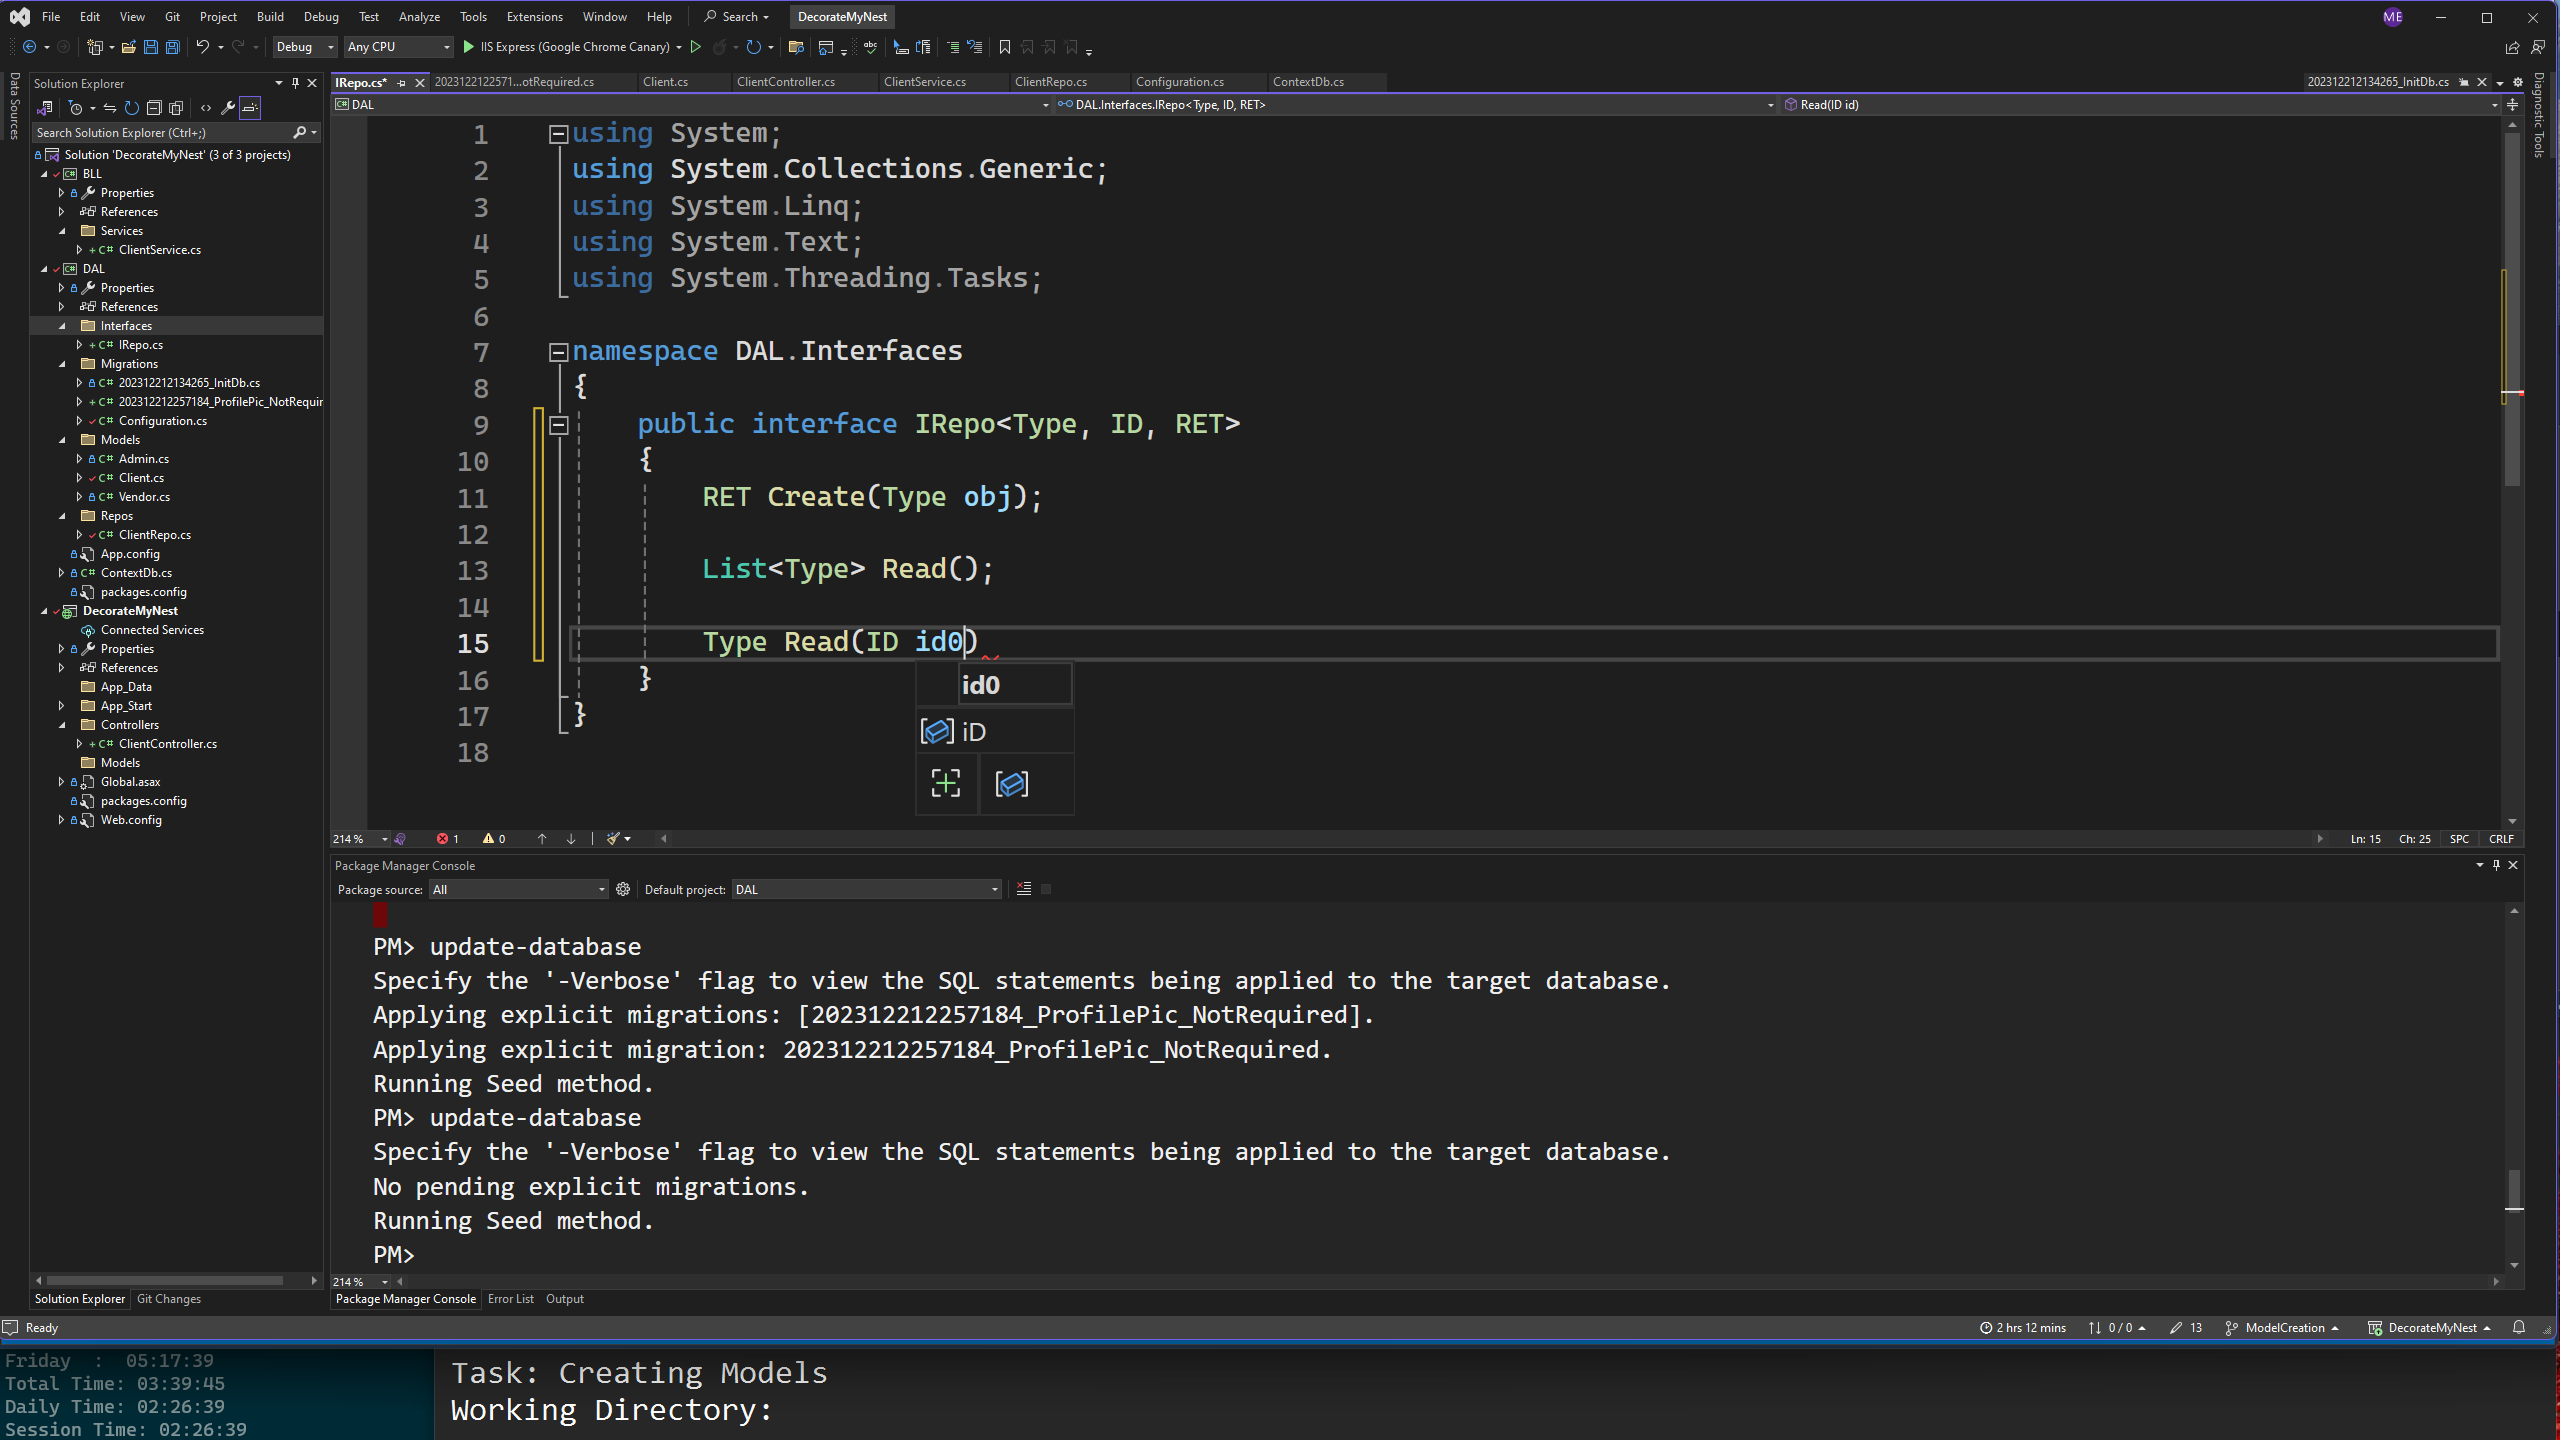 File Edit View Git Project Build Debug Test Analyze Tools Extensions Window Help Search DecorateMyNest ME
Debug Any CPU IIS Express (Google Chrome Canary)
Data Sources
Solution Explorer
Search Solution Explorer (Ctrl+;)
Solution 'DecorateMyNest' (3 of 3 projects)
BLL
Properties
References
Services
C# ClientService.cs
DAL
Properties
References
Interfaces
C# IRepo.cs
Migrations
C# 202312212134265_InitDb.cs
C# 202312212257184_ProfilePic_NotRequir
C# Configuration.cs
Models
C# Admin.cs
C# Client.cs
C# Vendor.cs
Repos
C# ClientRepo.cs
App.config
C# ContextDb.cs
packages.config
DecorateMyNest
Connected Services
Properties
References
App_Data
App_Start
Controllers
C# ClientController.cs
Models
Global.asax
packages.config
Web.config
Solution Explorer Git Changes
IRepo.cs* 2023122122571...otRequired.cs Client.cs ClientController.cs ClientService.cs ClientRepo.cs Configuration.cs ContextDb.cs 202312212134265_InitDb.cs
DAL DAL.Interfaces.IRepo<Type, ID, RET> Read(ID id)
Diagnostic Tools
1 using System;
2 using System.Collections.Generic;
3 using System.Linq;
4 using System.Text;
5 using System.Threading.Tasks;
6
7 namespace DAL.Interfaces
8 {
9 public interface IRepo<Type, ID, RET>
10 {
11 RET Create(Type obj);
12
13 List<Type> Read();
14
15 Type Read(ID id0)
16 }
17 }
18
id0
iD
214 % 1 0 Ln: 15 Ch: 25 SPC CRLF
Package Manager Console
Package source: All Default project: DAL
PM> update-database
Specify the '-Verbose' flag to view the SQL statements being applied to the target database.
Applying explicit migrations: [202312212257184_ProfilePic_NotRequired].
Applying explicit migration: 202312212257184_ProfilePic_NotRequired.
Running Seed method.
PM> update-database
Specify the '-Verbose' flag to view the SQL statements being applied to the target database.
No pending explicit migrations.
Running Seed method.
PM>
214 %
Package Manager Console Error List Output
Ready 2 hrs 12 mins 0 / 0 13 ModelCreation DecorateMyNest
Friday : 05:17:39
Total Time: 03:39:45
Daily Time: 02:26:39
Session Time: 02:26:39
Task: Creating Models
Working Directory: